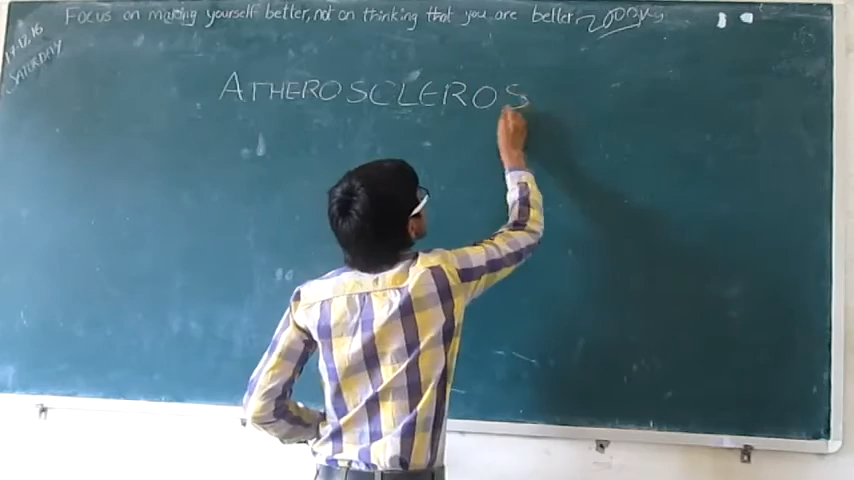 Focus on making yourself better, not on thinking that you are better
17.12.16
SATURDAY
ATHEROSCLEROS